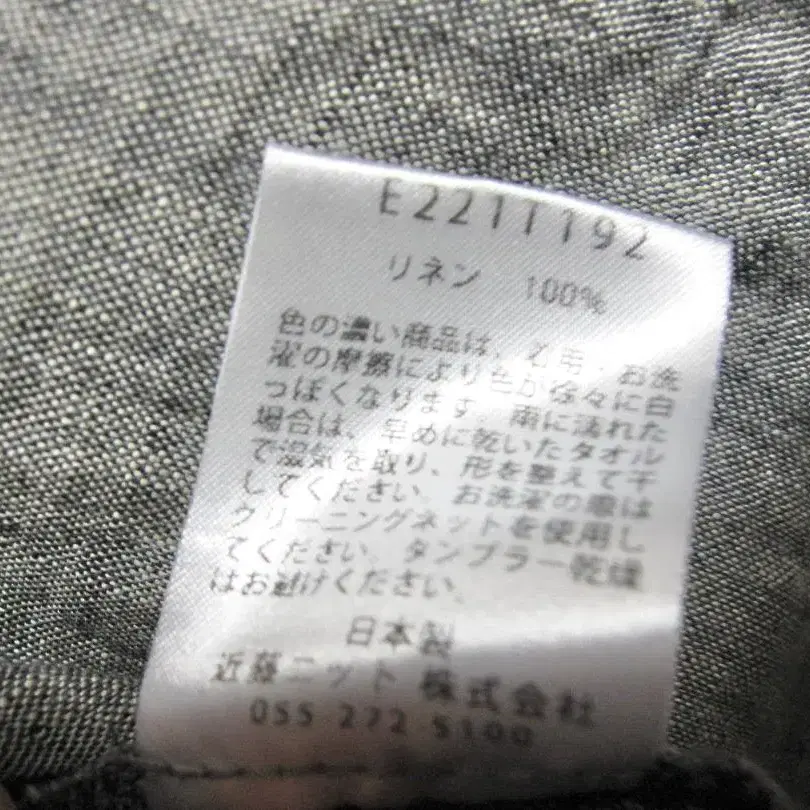 E2211192
リネン 100%
色の濃い商品は、着用・お洗
濯の摩擦により色が徐々に白
っぽくなります。雨に濡れた
場合は、早めに乾いたタオル
で湿気を取り、形を整えて干
してください。お洗濯の際は
クリーニングネットを使用し
てください。タンブラー乾燥
はお避けください。
日本製
近藤ニット 株式会社
055 272 5100